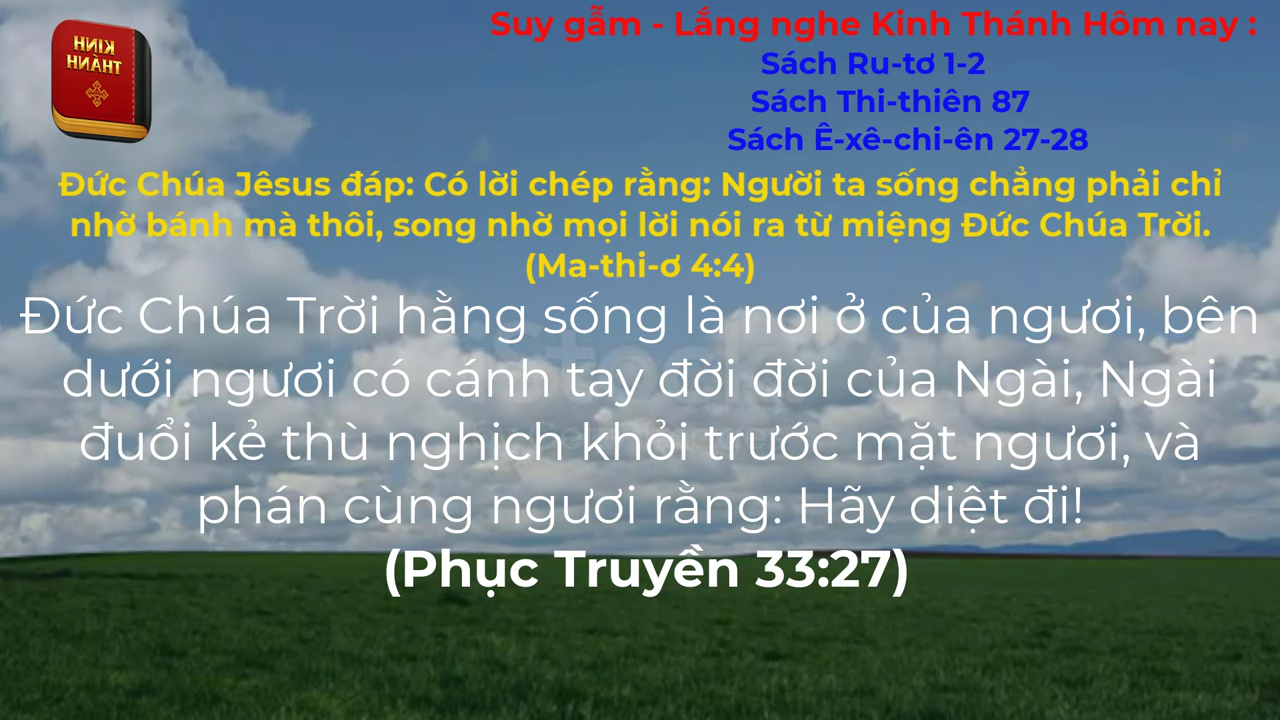 KINH
THÁNH
Suy gẫm - Lắng nghe Kinh Thánh Hôm nay :
Sách Ru-tơ 1-2
Sách Thi-thiên 87
Sách Ê-xê-chi-ên 27-28
Đức Chúa Jêsus đáp: Có lời chép rằng: Người ta sống chẳng phải chỉ
nhờ bánh mà thôi, song nhờ mọi lời nói ra từ miệng Đức Chúa Trời.
(Ma-thi-ơ 4:4)
Đức Chúa Trời hằng sống là nơi ở của ngươi, bên
dưới ngươi có cánh tay đời đời của Ngài, Ngài
đuổi kẻ thù nghịch khỏi trước mặt ngươi, và
phán cùng ngươi rằng: Hãy diệt đi!
(Phục Truyền 33:27)